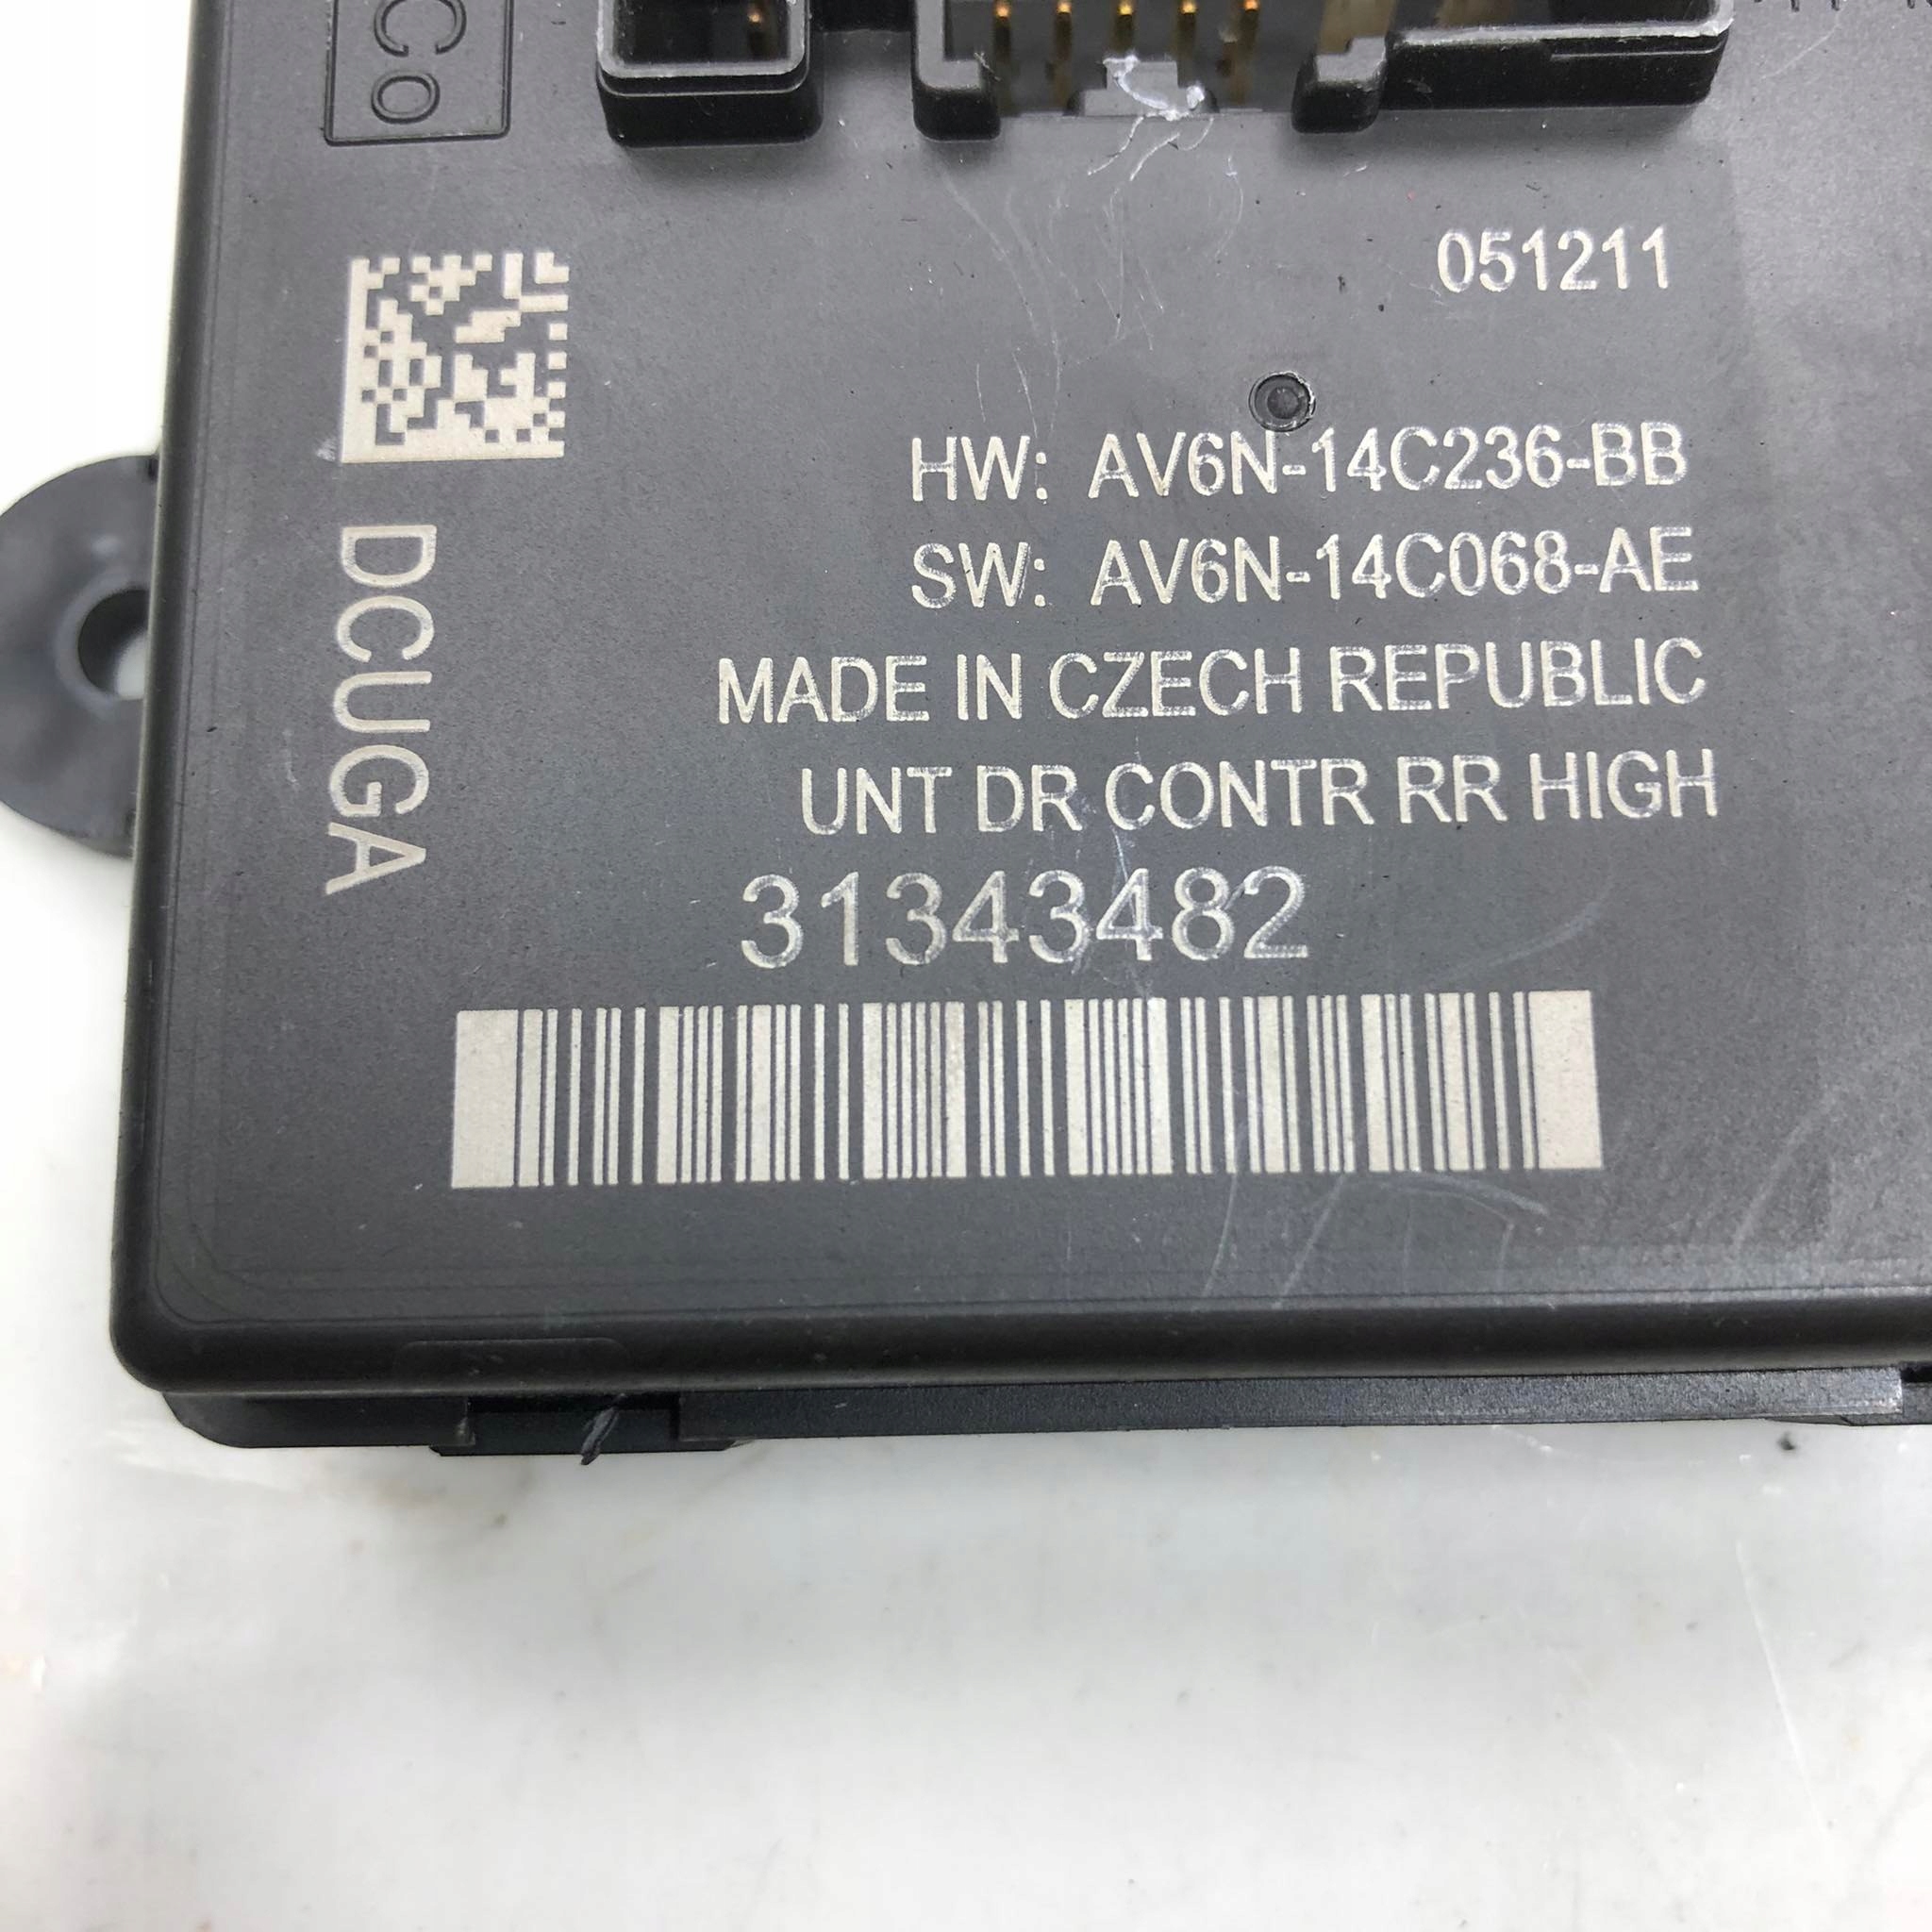 Co
051211
HW: AV6N-14C236-BB
SW: AV6N-14C068-AE
MADE IN CZECH REPUBLIC
UNT DR CONTR RR HIGH
31343482
DCUGA